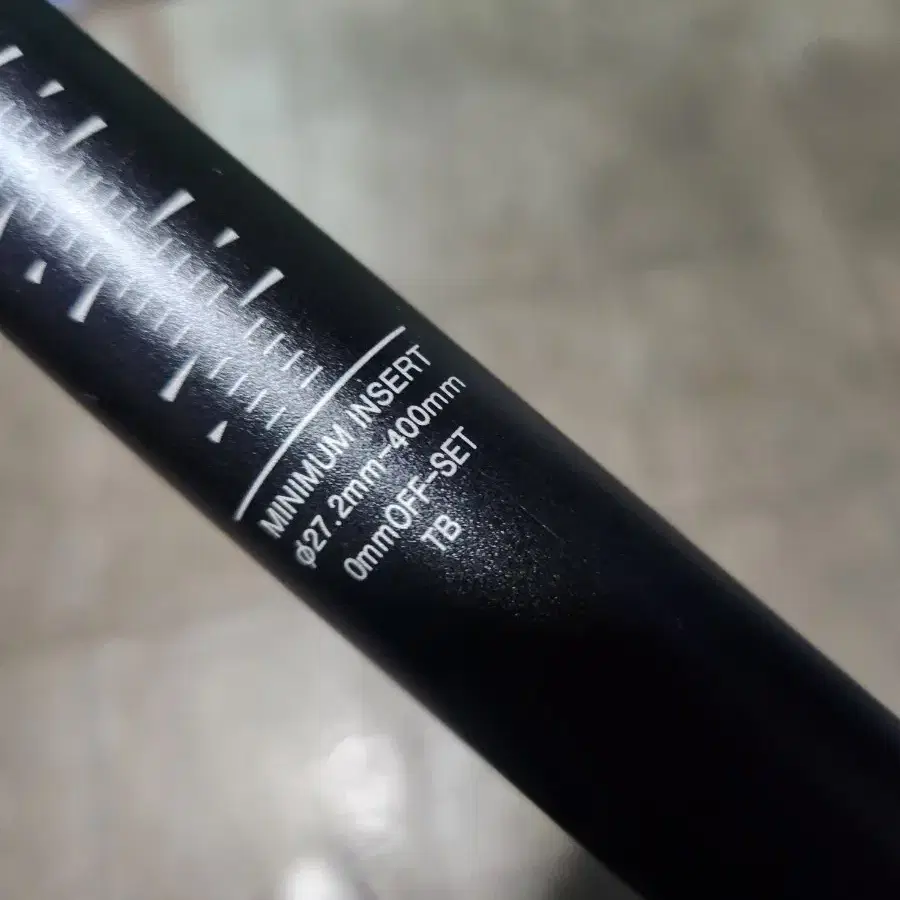 MINIMUM INSERT
φ27.2mm-400mm
0mmOFF-SET
TB